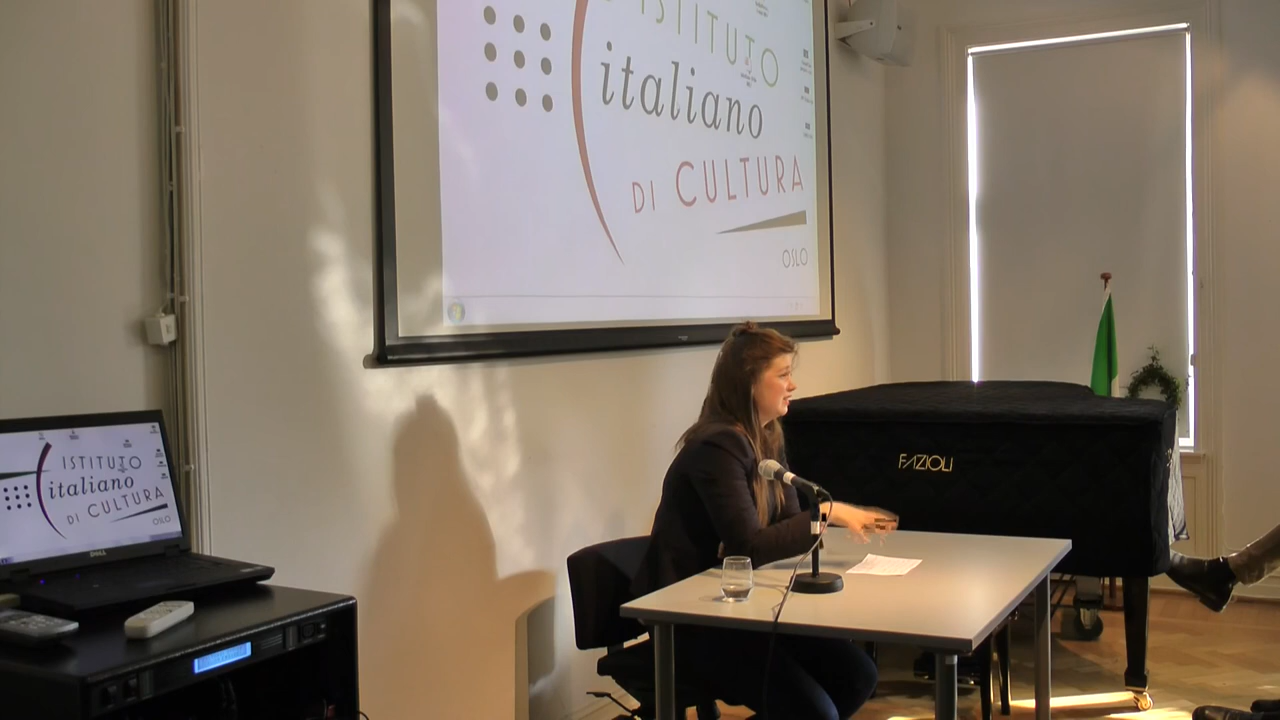 ISTITUTO
italiano
DI CULTURA
OSLO
ISTITUTO
italiano
DI CULTURA
OSLO
DELL
FAZIOLI